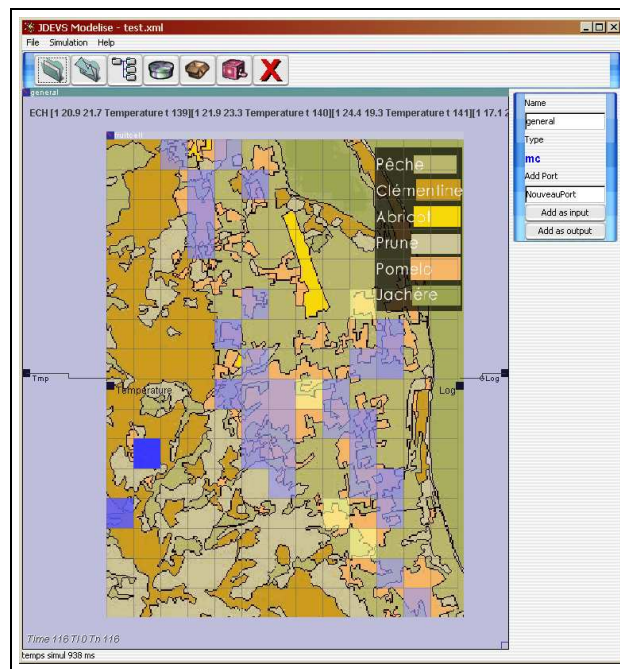 JDEVS Modelise - test.xml
File Simulation Help
general
ECH [1 20.9 21.7 Temperature t 139][1 21.9 23.3 Temperature t 140][1 24.4 19.3 Temperature t 141][1 17.1 2
Pêche
Clémentine
Abricot
Prune
Pomelo
Jachère
Tmp
Temperature
Log
Log
Time 116 Tl 0 Tn 116
temps simul 938 ms
Name
general
Type
mc
Add Port
NouveauPort
Add as input
Add as output